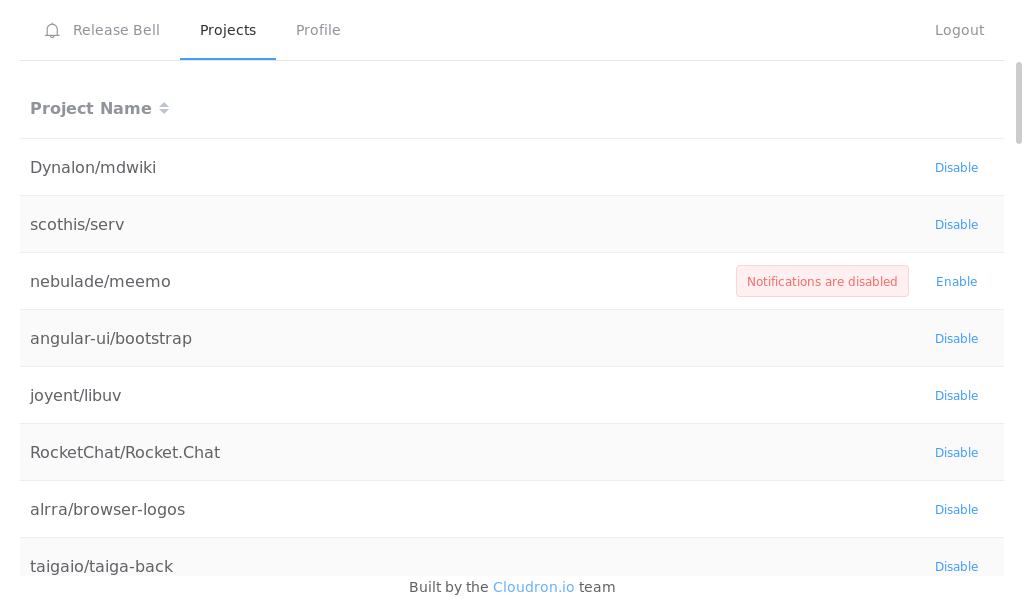 Release Bell Projects Profile Logout
Project Name
Dynalon/mdwiki Disable
scothis/serv Disable
nebulade/meemo Notifications are disabled Enable
angular-ui/bootstrap Disable
joyent/libuv Disable
RocketChat/Rocket.Chat Disable
alrra/browser-logos Disable
taigaio/taiga-back Disable
Built by the Cloudron.io team